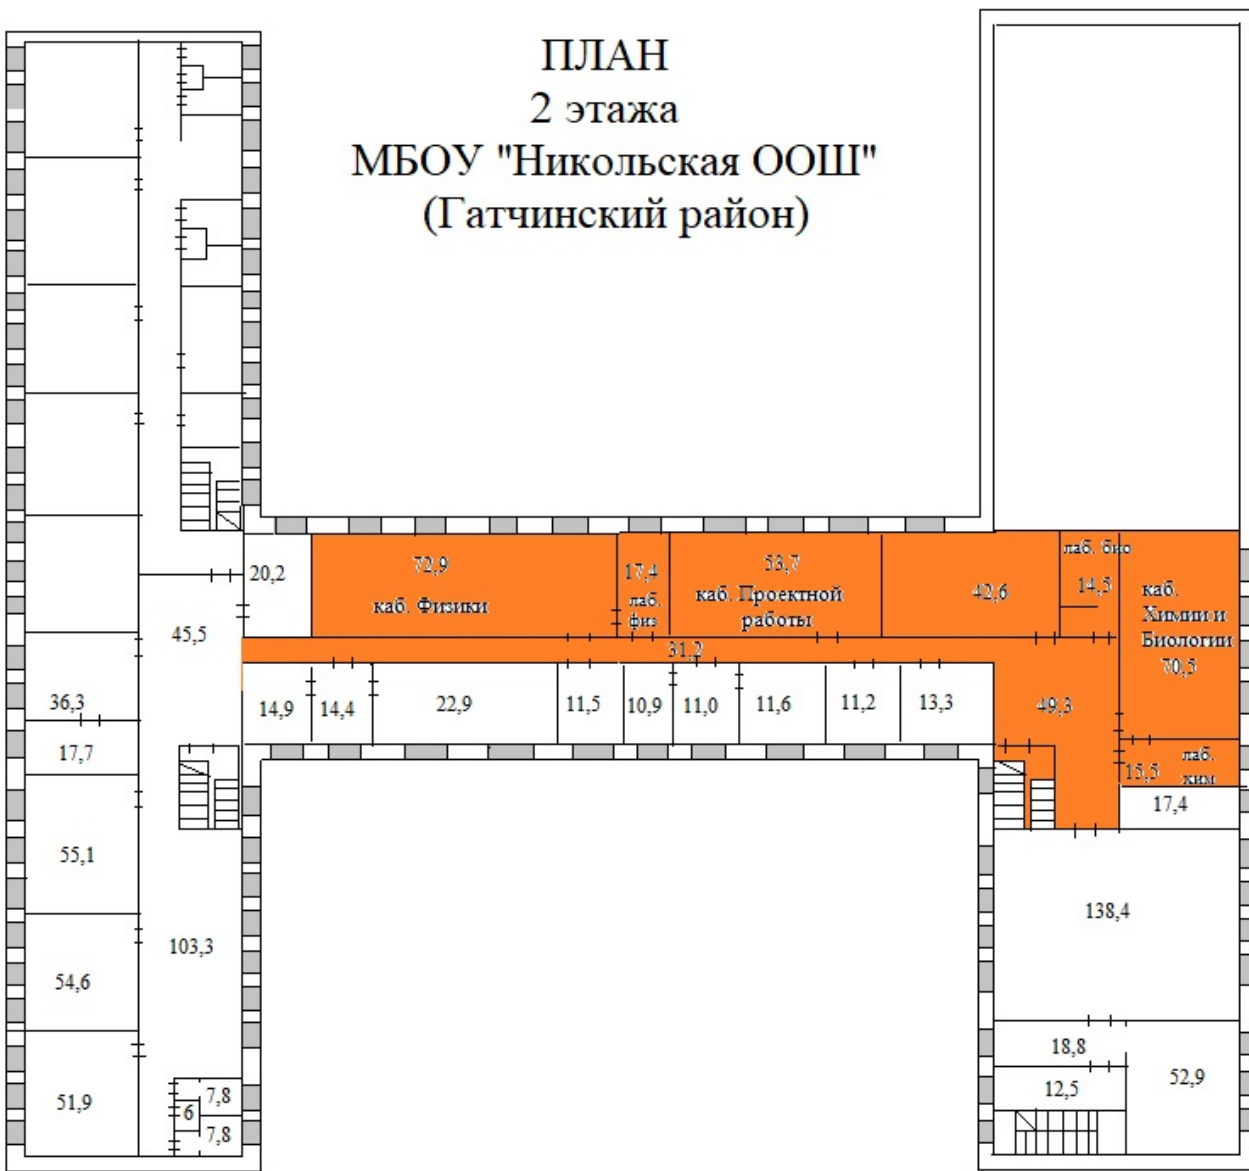 ПЛАН
2 этажа
МБОУ "Никольская ООШ"
(Гатчинский район)
20,2
72,9
каб. Физики
17,4
лаб.
физ
53,7
каб. Проектной
работы
42,6
лаб. био
14,5
каб.
Химии и
Биологии
70,5
45,5
31,2
36,3
14,9
14,4
22,9
11,5
10,9
11,0
11,6
11,2
13,3
49,3
17,7
15,5
лаб.
хим
17,4
55,1
138,4
103,3
54,6
18,8
52,9
12,5
51,9
7,8
6
7,8